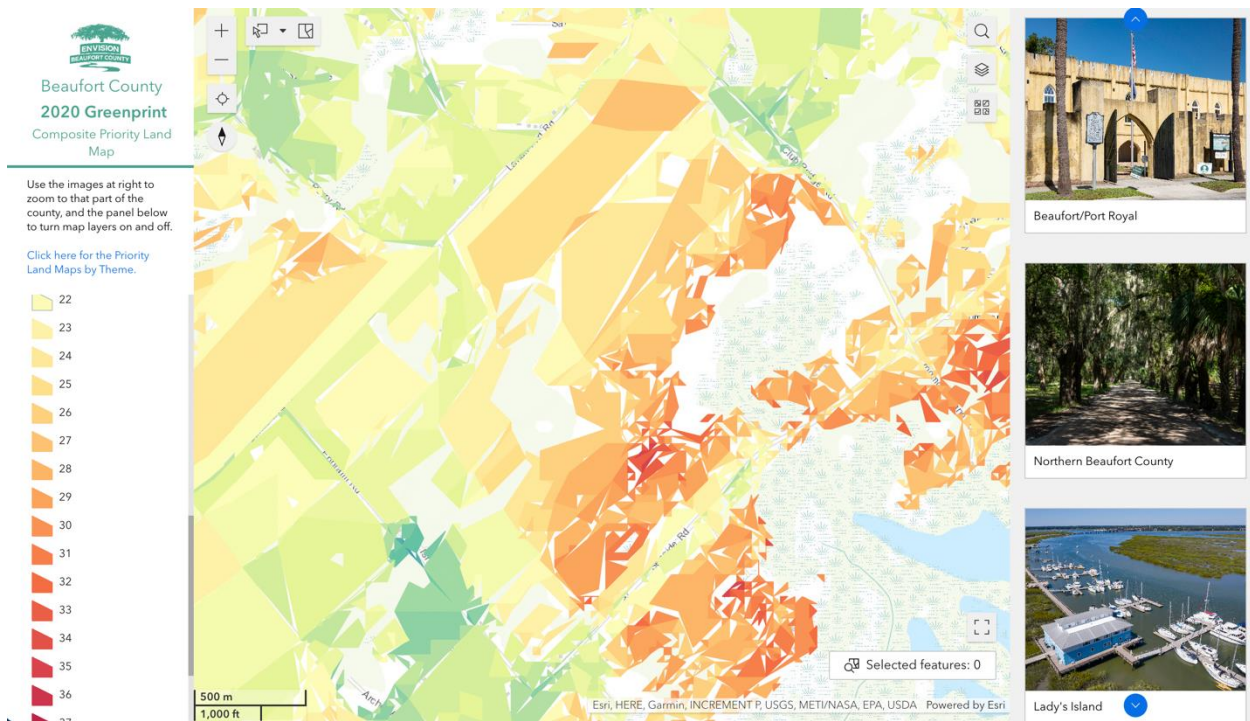 ENVISION
BEAUFORT COUNTY
Beaufort County
2020 Greenprint
Composite Priority Land
Map
Use the images at right to
zoom to that part of the
county, and the panel below
to turn map layers on and off.
Click here for the Priority
Land Maps by Theme.
22
23
24
25
26
27
28
29
30
31
32
33
34
35
36
500 m
1,000 ft
Selected features: 0
Esri, HERE, Garmin, INCREMENT P, USGS, METI/NASA, EPA, USDA Powered by Esri
Beaufort/Port Royal
Northern Beaufort County
Lady's Island